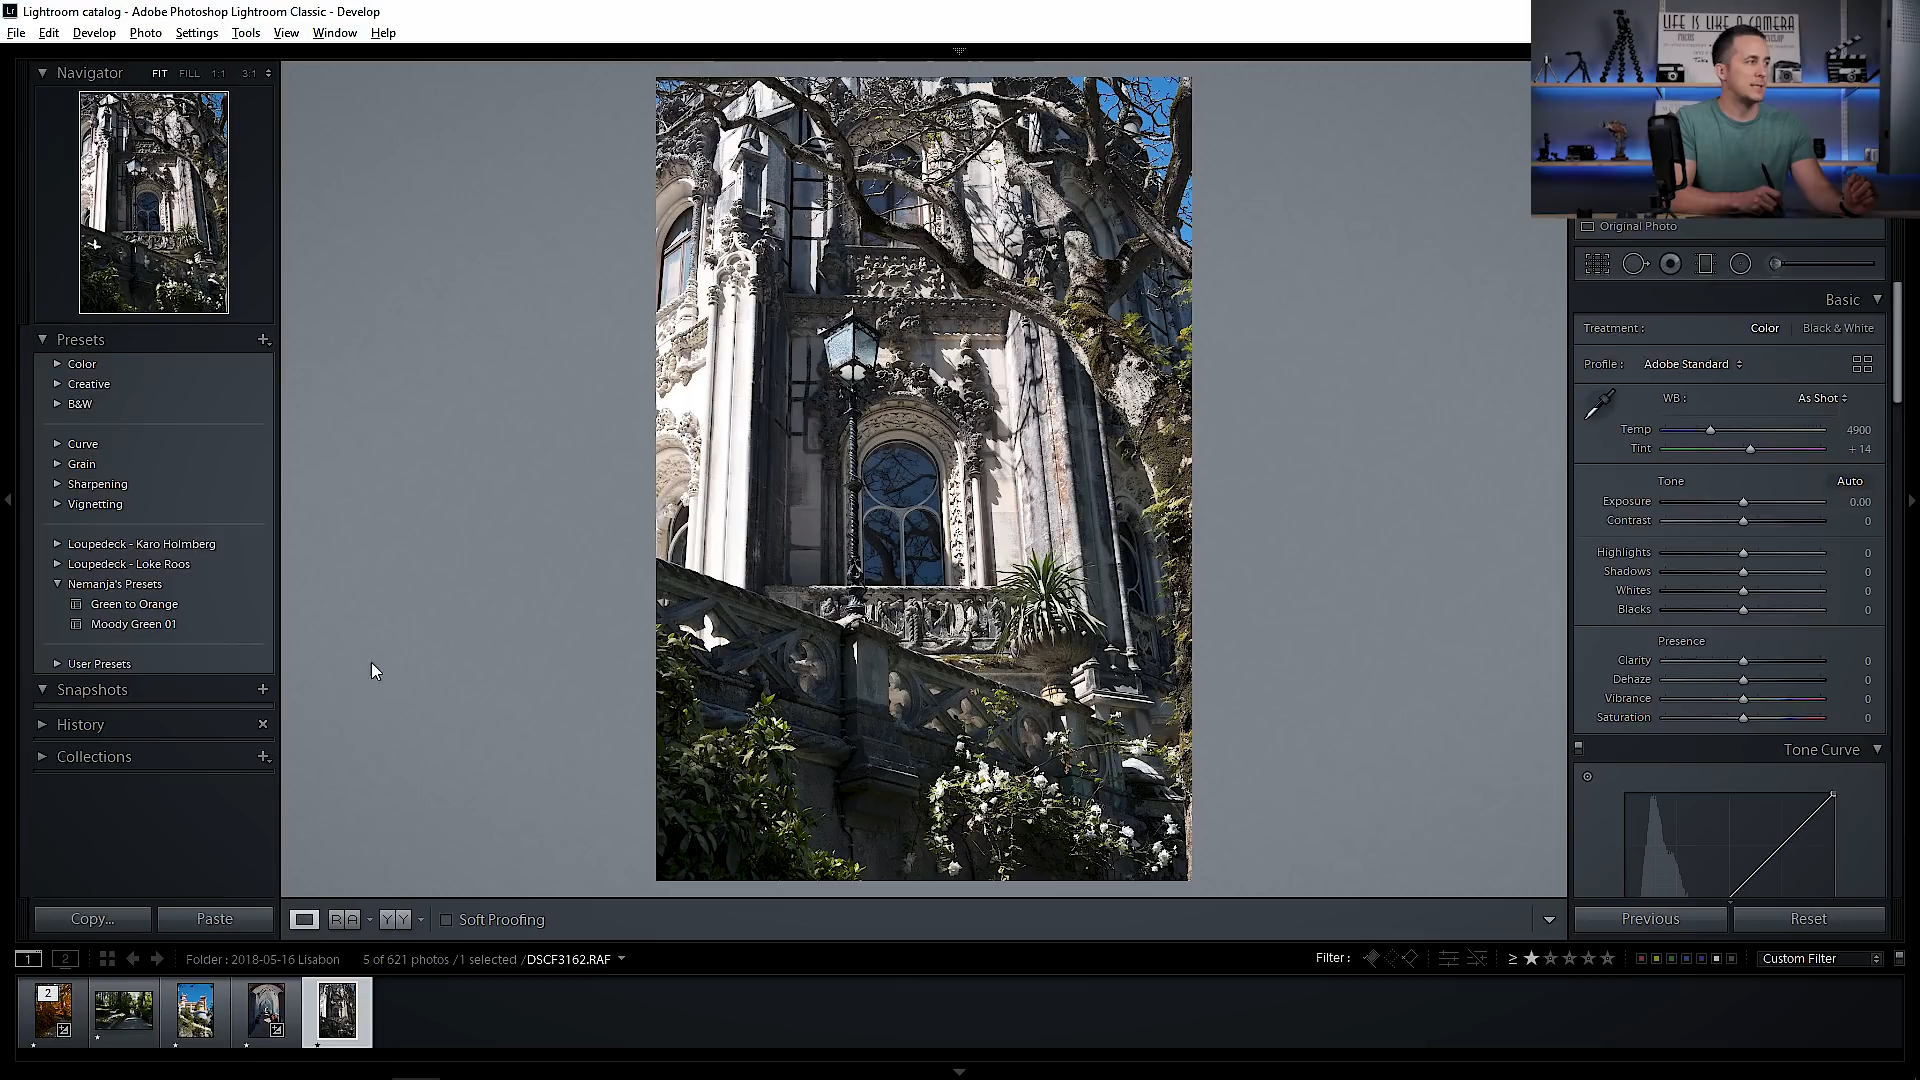 Lightroom catalog - Adobe Photoshop Lightroom Classic - Develop
File Edit Develop Photo Settings Tools View Window Help
LIFE IS LIKE A CAMERA
Navigator FIT FILL 1:1 3:1
Original Photo
Presets
Color
Creative
B&W
Curve
Grain
Sharpening
Vignetting
Loupedeck - Karo Holmberg
Loupedeck - Loke Roos
Nemanja's Presets
Green to Orange
Moody Green 01
User Presets
Snapshots
History
Collections
Copy... Paste
Basic
Treatment : Color Black & White
Profile : Adobe Standard
WB : As Shot
Temp 4900
Tint + 14
Tone Auto
Exposure 0.00
Contrast 0
Highlights 0
Shadows 0
Whites 0
Blacks 0
Presence
Clarity 0
Dehaze 0
Vibrance 0
Saturation 0
Tone Curve
Previous Reset
R A Y Y Soft Proofing
1 2 Folder : 2018-05-16 Lisabon 5 of 621 photos /1 selected /DSCF3162.RAF Filter : ≥ Custom Filter
2